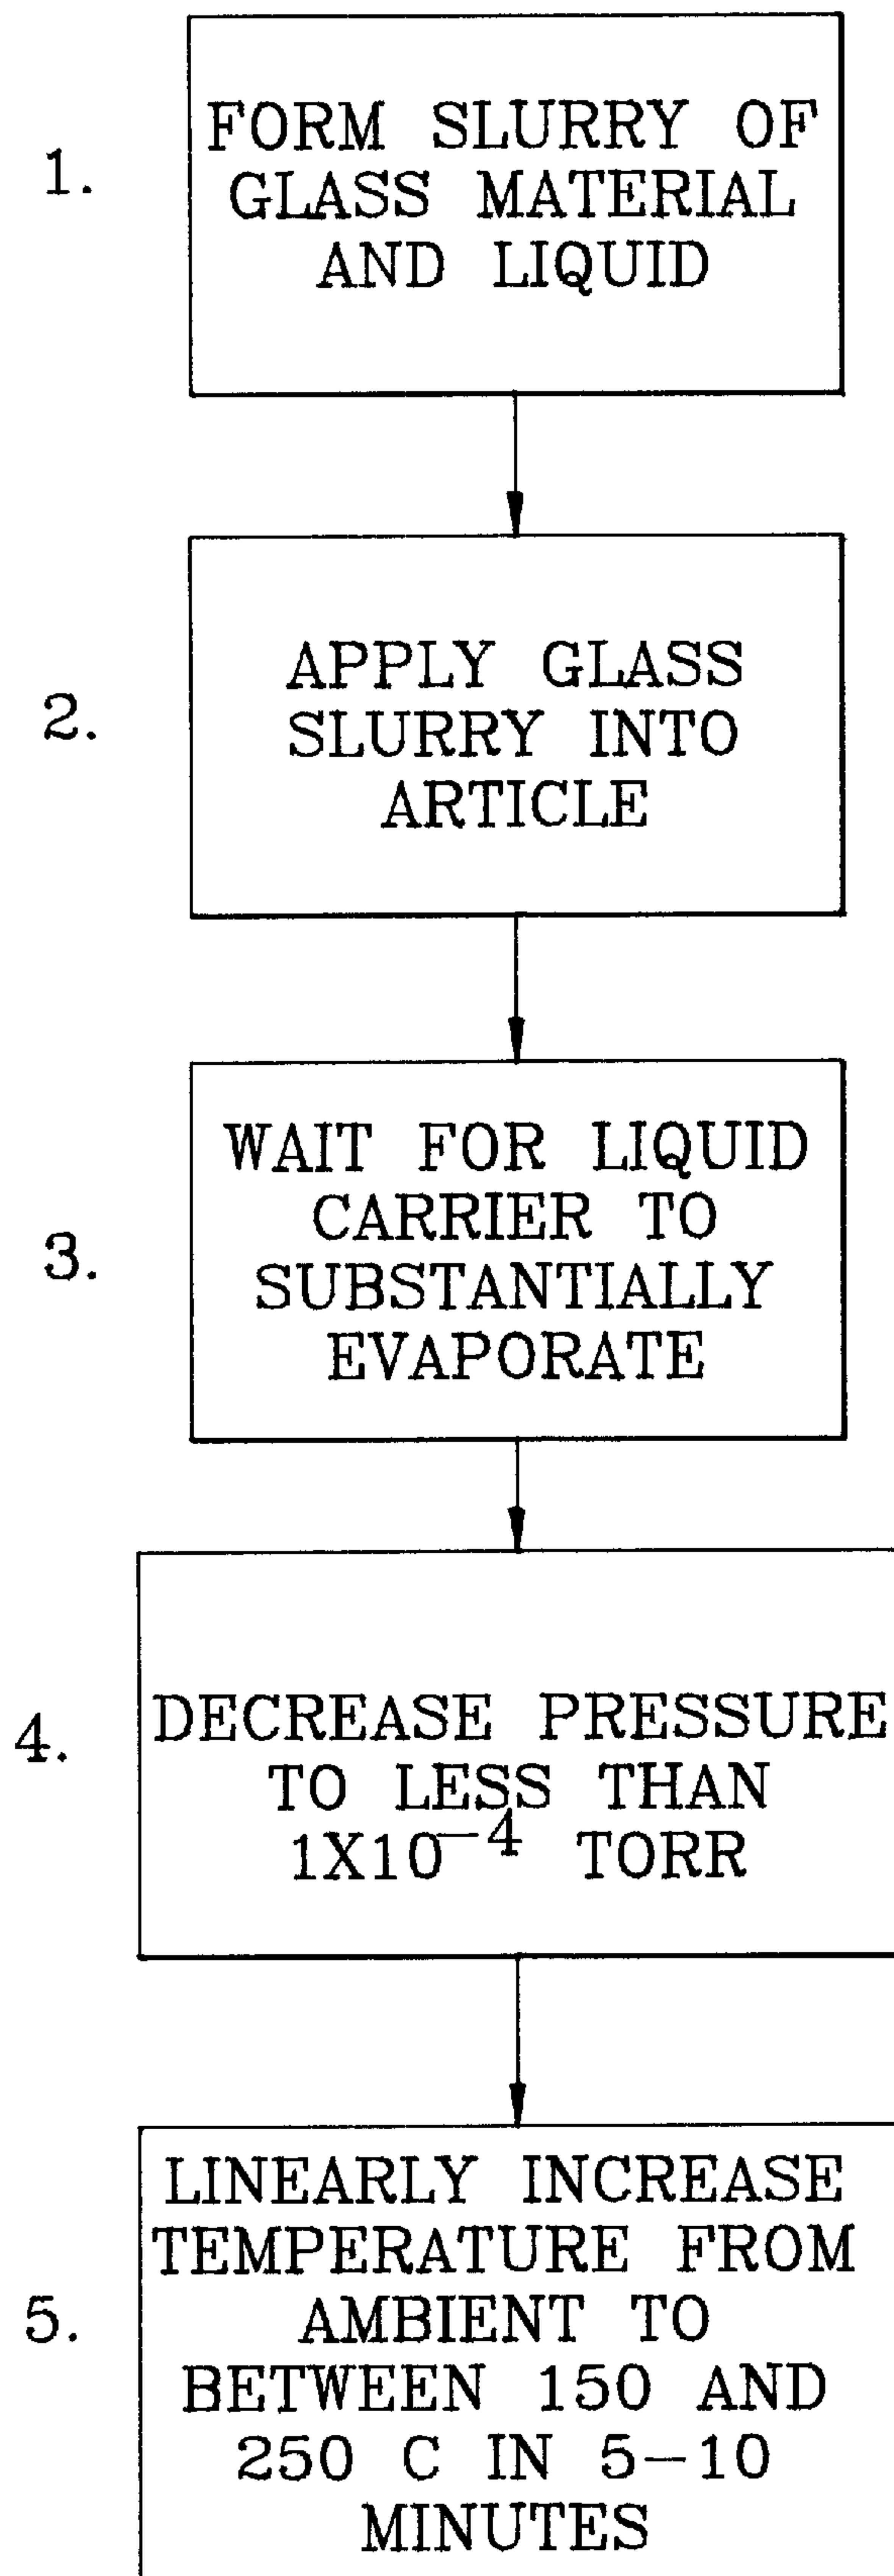 1.
FORM SLURRY OF
GLASS MATERIAL
AND LIQUID
2.
APPLY GLASS
SLURRY INTO
ARTICLE
3.
WAIT FOR LIQUID
CARRIER TO
SUBSTANTIALLY
EVAPORATE
4.
DECREASE PRESSURE
TO LESS THAN
1X10⁻⁴ TORR
5.
LINEARLY INCREASE
TEMPERATURE FROM
AMBIENT TO
BETWEEN 150 AND
250 C IN 5-10
MINUTES